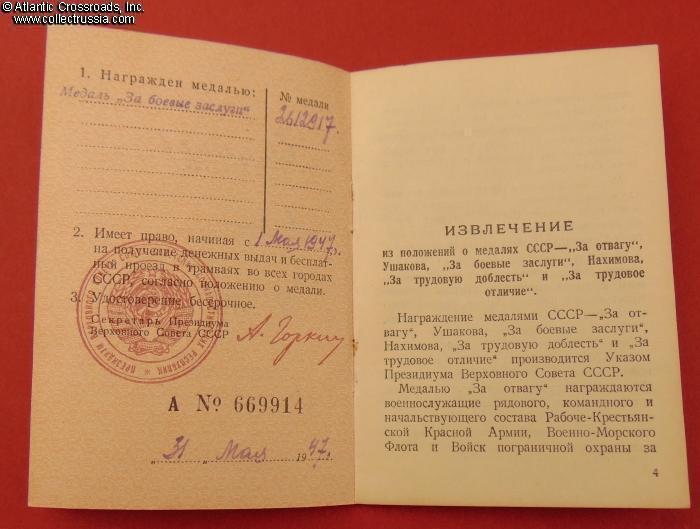 © Atlantic Crossroads, Inc.
www.collectrussia.com
1. Награжден медалью:
№ медали
Медаль „За боевые заслуги“
2612917.
2. Имеет право, начиная с 1 Мая 1947г.
на получение денежных выдач и бесплат-
ный проезд в трамваях во всех городах
СССР, согласно положению о медали.
3. Удостоверение бессрочное.
Секретарь Президиума
Верховного Совета СССР
А. Горкин
А № 669914
„31„ Мая 1947.
ИЗВЛЕЧЕНИЕ
из положений о медалях СССР—„За отвагу“,
Ушакова, „За боевые заслуги“, Нахимова,
„За трудовую доблесть“ и „За трудовое
отличие“.
Награждение медалями СССР—„За от-
вагу“, Ушакова, „За боевые заслуги“,
Нахимова, „За трудовую доблесть“ и „За
трудовое отличие“ производится Указом
Президиума Верховного Совета СССР.
Медалью „За отвагу“ награждаются
военнослужащие рядового, командного и
начальствующего состава Рабоче-Крестьян-
ской Красной Армии, Военно-Морского
Флота и Войск пограничной охраны за
4